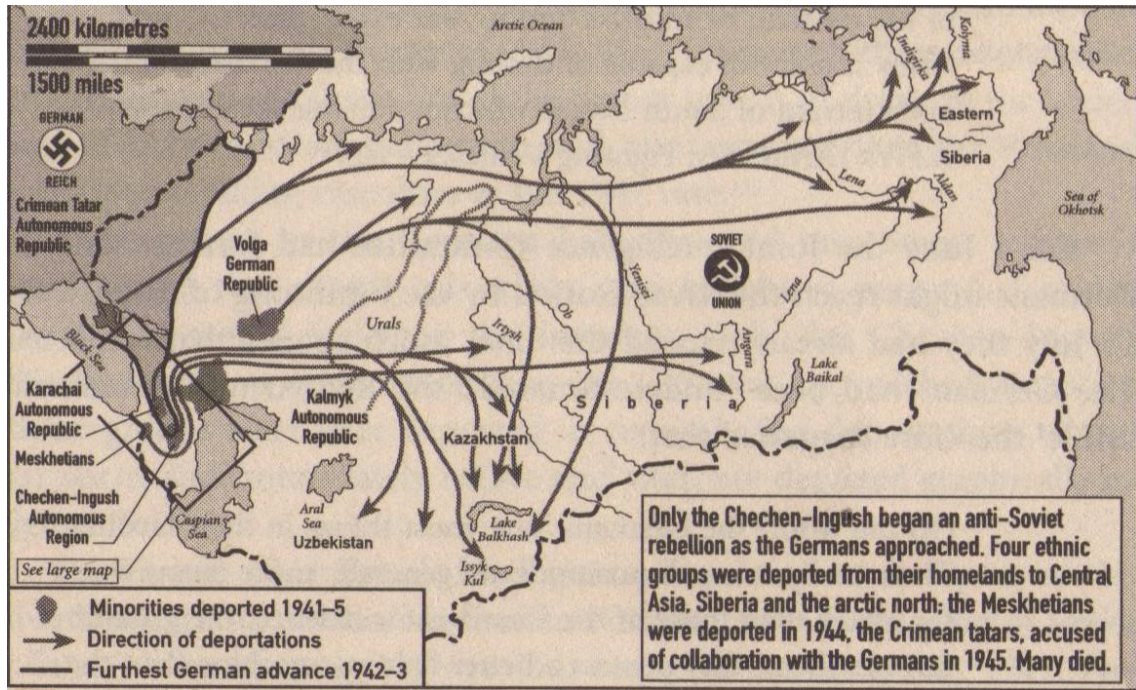 2400 kilometres
1500 miles
GERMAN
REICH
Crimean Tatar
Autonomous
Republic
Volga
German
Republic
Arctic Ocean
Indigirka
Kolyma
Eastern
Siberia
Lena
Aldan
Sea of
Okhotsk
SOVIET
UNION
Urals
Irtysh
Ob
Yenisei
Lena
Angara
Lake
Baikal
Siberia
Black Sea
Karachai
Autonomous
Republic
Meskhetians
Chechen-Ingush
Autonomous
Region
Kalmyk
Autonomous
Republic
Kazakhstan
Caspian
Sea
Aral
Sea
Uzbekistan
Lake
Balkhash
Issyk
Kul
See large map
Minorities deported 1941–5
Direction of deportations
Furthest German advance 1942–3
Only the Chechen-Ingush began an anti-Soviet
rebellion as the Germans approached. Four ethnic
groups were deported from their homelands to Central
Asia, Siberia and the arctic north; the Meskhetians
were deported in 1944, the Crimean tatars, accused
of collaboration with the Germans in 1945. Many died.